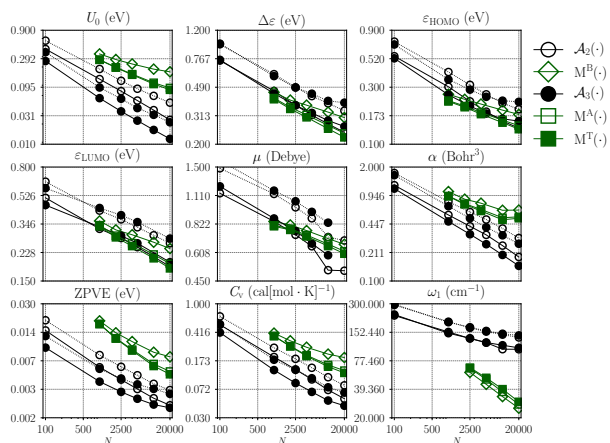 U₀ (eV) Δε (eV) ε_HOMO (eV)
0.900 1.200 0.900
0.292 0.767 0.520
0.095 0.490 0.300
0.031 0.313 0.173
0.010 0.200 0.100
𝒜₂(·)
M^B(·)
𝒜₃(·)
M^A(·)
M^T(·)
ε_LUMO (eV) μ (Debye) α (Bohr³)
0.800 1.500 2.000
0.526 1.110 0.946
0.346 0.822 0.447
0.228 0.608 0.211
0.150 0.450 0.100
ZPVE (eV) C_v (cal[mol · K]⁻¹ ω₁ (cm⁻¹)
0.030 1.000 300.000
0.014 0.416 152.440
0.007 0.173 77.460
0.003 0.072 39.360
0.002 0.030 20.000
100 500 2500 20000 100 500 2500 20000 100 500 2500 20000
N N N